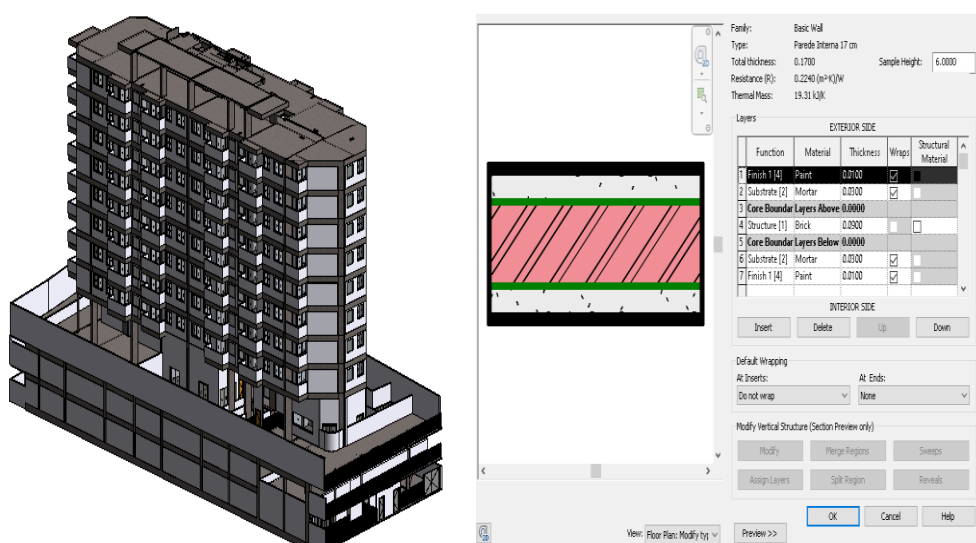 Family: Basic Wall
Type: Parede Interna 17 cm
Total thickness: 0.1700 Sample Height: 6.0000
Resistance (R): 0.2240 (m²·K)/W
Thermal Mass: 19.31 kJ/K
Layers
EXTERIOR SIDE
Function Material Thickness Wraps Structural Material
1 Finish 1 [4] Paint 0.0100
2 Substrate [2] Mortar 0.0300
3 Core Boundar Layers Above 0.0000
4 Structure [1] Brick 0.0900
5 Core Boundar Layers Below 0.0000
6 Substrate [2] Mortar 0.0300
7 Finish 1 [4] Paint 0.0100
INTERIOR SIDE
Insert Delete Up Down
Default Wrapping
At Inserts: At Ends:
Do not wrap None
Modify Vertical Structure (Section Preview only)
Modify Merge Regions Sweeps
Assign Layers Split Region Reveals
OK Cancel Help
View: Floor Plan: Modify typ Preview >>
2D